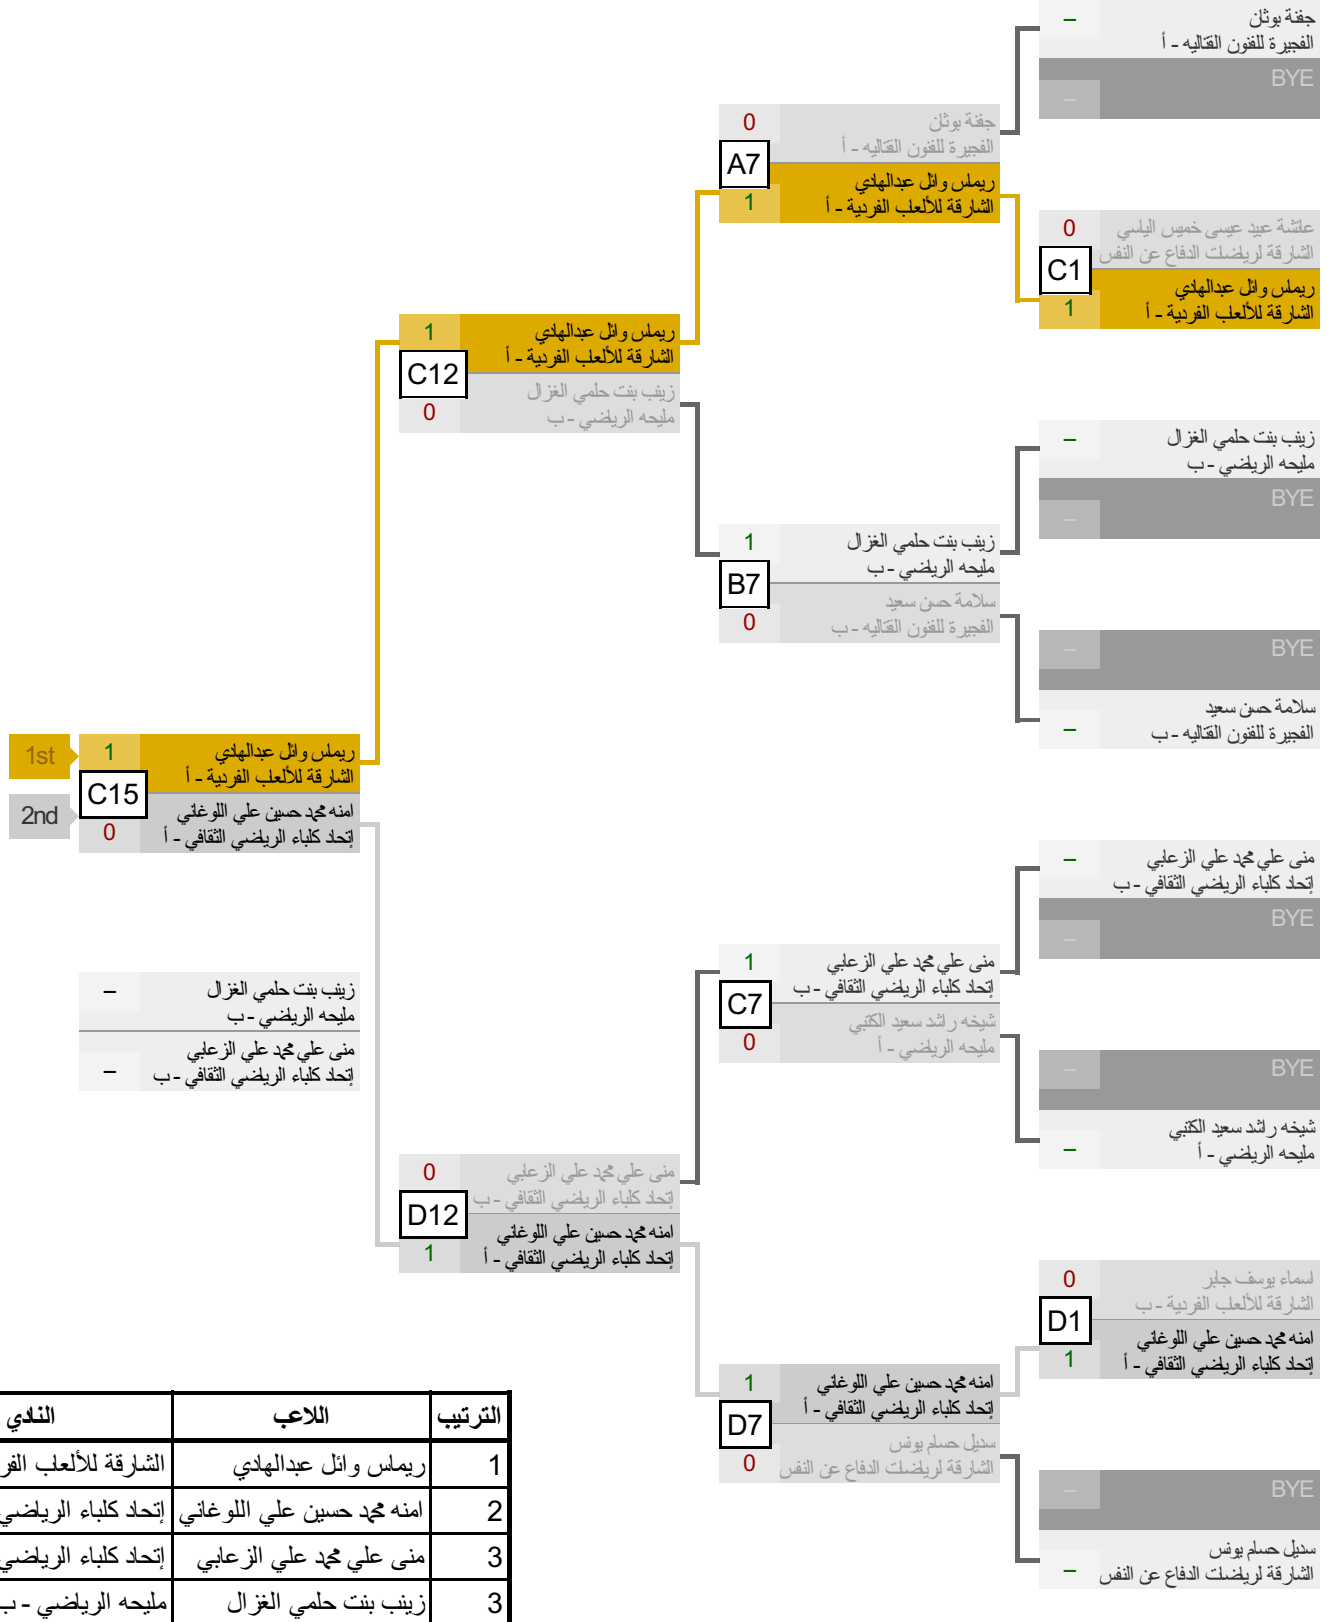 جفنة بوثان
الفجيرة للفنون القتاليه - أ
–
BYE
–
0
جفنة بوثان
الفجيرة للفنون القتاليه - أ
A7
ريماس وائل عبدالهادي
الشارقة للألعاب الفردية - أ
1
0
عائشة عبيد عيسى خميس اليلسي
الشارقة لرياضات الدفاع عن النفس
C1
ريماس وائل عبدالهادي
الشارقة للألعاب الفردية - أ
1
1
ريماس وائل عبدالهادي
الشارقة للألعاب الفردية - أ
C12
زينب بنت حلمي الغزال
مليحه الرياضي - ب
0
–
زينب بنت حلمي الغزال
مليحه الرياضي - ب
BYE
–
1
زينب بنت حلمي الغزال
مليحه الرياضي - ب
B7
سلامة حسن سعيد
الفجيرة للفنون القتاليه - ب
0
BYE
–
سلامة حسن سعيد
الفجيرة للفنون القتاليه - ب
–
1st
1
ريماس وائل عبدالهادي
الشارقة للألعاب الفردية - أ
C15
2nd
امنه محمد حسين علي اللوغاني
إتحاد كلباء الرياضي الثقافي - أ
0
–
منى علي محمد علي الزعابي
إتحاد كلباء الرياضي الثقافي - ب
BYE
–
1
منى علي محمد علي الزعابي
إتحاد كلباء الرياضي الثقافي - ب
C7
شيخه راشد سعيد الكتبي
مليحه الرياضي - أ
0
–
زينب بنت حلمي الغزال
مليحه الرياضي - ب
منى علي محمد علي الزعابي
إتحاد كلباء الرياضي الثقافي - ب
–
BYE
–
شيخه راشد سعيد الكتبي
مليحه الرياضي - أ
–
0
منى علي محمد علي الزعابي
إتحاد كلباء الرياضي الثقافي - ب
D12
امنه محمد حسين علي اللوغاني
إتحاد كلباء الرياضي الثقافي - أ
1
0
اسماء يوسف جابر
الشارقة للألعاب الفردية - ب
D1
امنه محمد حسين علي اللوغاني
إتحاد كلباء الرياضي الثقافي - أ
1
1
امنه محمد حسين علي اللوغاني
إتحاد كلباء الرياضي الثقافي - أ
D7
سديل حسام يونس
الشارقة لرياضات الدفاع عن النفس
0
BYE
–
سديل حسام يونس
الشارقة لرياضات الدفاع عن النفس
–
الترتيب اللاعب النادي
1 ريماس وائل عبدالهادي الشارقة للألعاب الفر
2 امنه محمد حسين علي اللوغاني إتحاد كلباء الرياضي
3 منى علي محمد علي الزعابي إتحاد كلباء الرياضي
3 زينب بنت حلمي الغزال مليحه الرياضي - ب